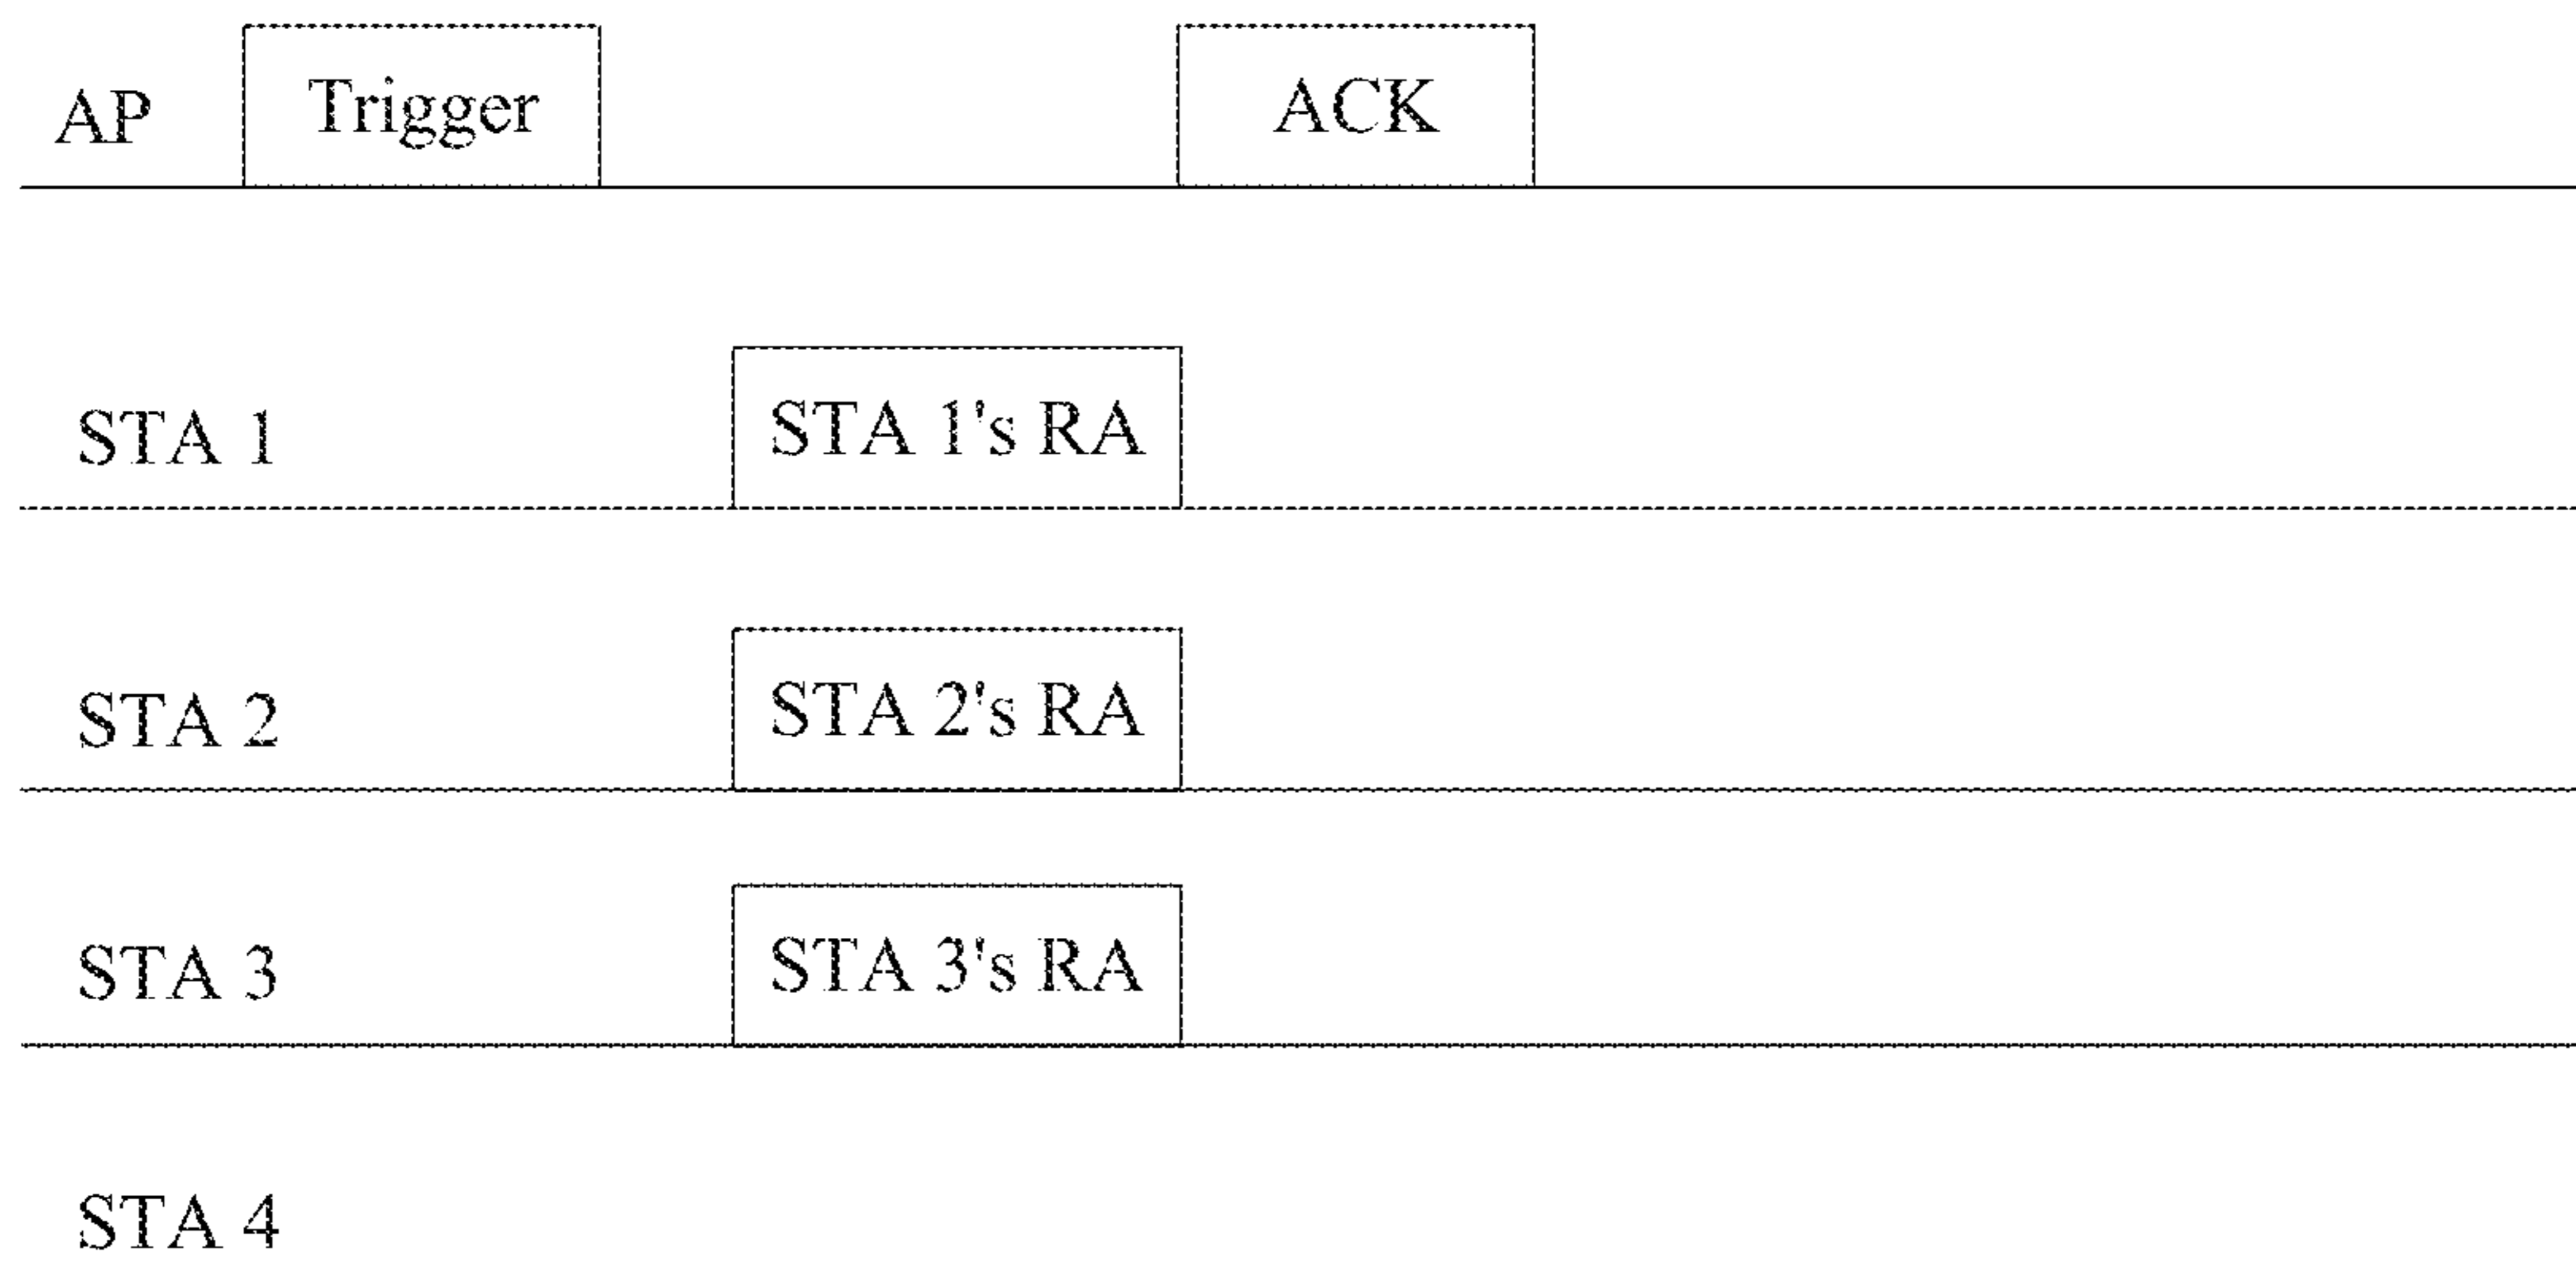 AP Trigger ACK
STA 1 STA 1's RA
STA 2 STA 2's RA
STA 3 STA 3's RA
STA 4